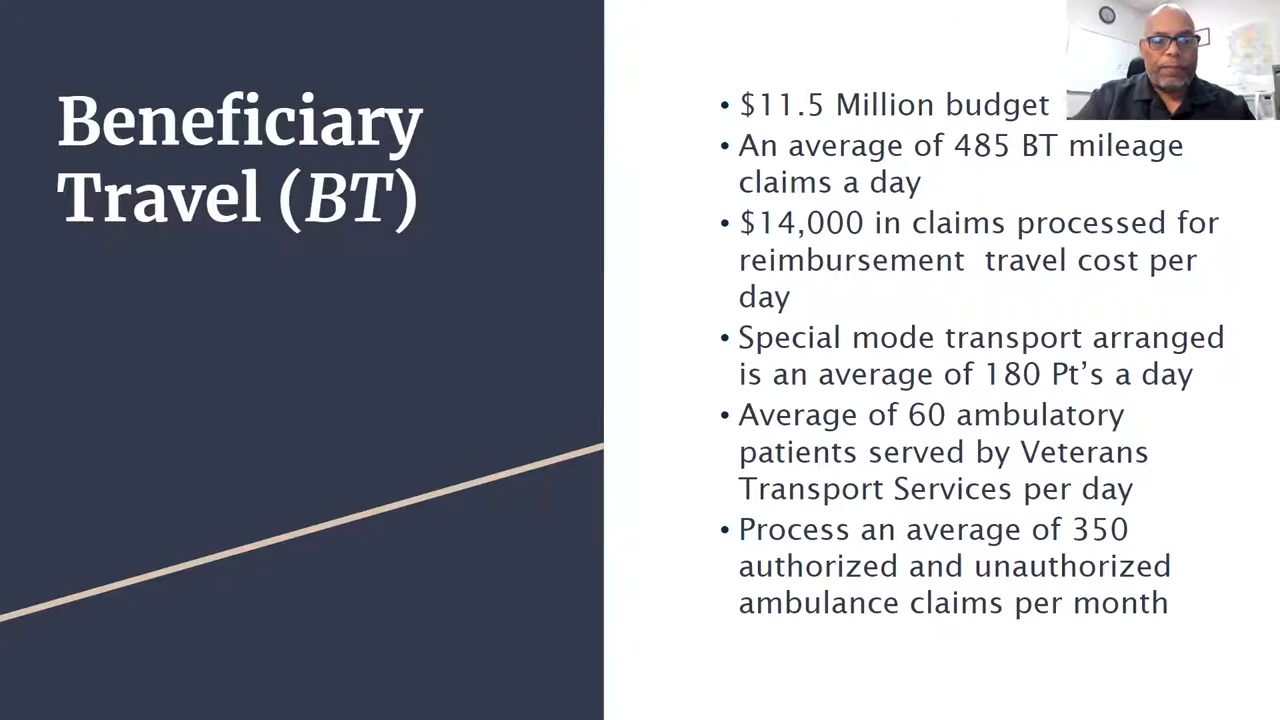 Beneficiary
Travel (BT)
• $11.5 Million budget
• An average of 485 BT mileage
claims a day
• $14,000 in claims processed for
reimbursement  travel cost per
day
• Special mode transport arranged
is an average of 180 Pt’s a day
• Average of 60 ambulatory
patients served by Veterans
Transport Services per day
• Process an average of 350
authorized and unauthorized
ambulance claims per month